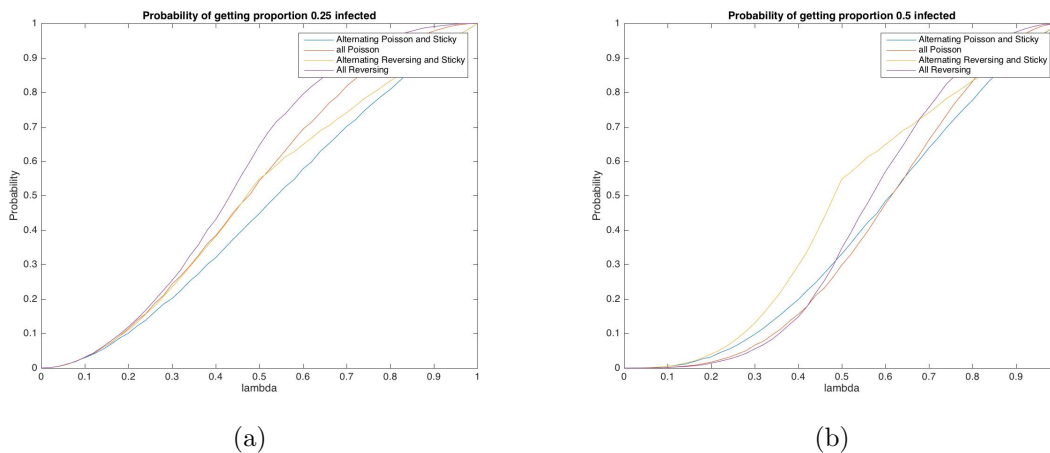 Probability of getting proportion 0.25 infected
1
0.9
0.8
0.7
0.6
0.5
0.4
0.3
0.2
0.1
0
Probability
Alternating Poisson and Sticky
all Poisson
Alternating Reversing and Sticky
All Reversing
0 0.1 0.2 0.3 0.4 0.5 0.6 0.7 0.8 0.9 1
lambda
(a)
Probability of getting proportion 0.5 infected
1
0.9
0.8
0.7
0.6
0.5
0.4
0.3
0.2
0.1
0
Probability
Alternating Poisson and Sticky
all Poisson
Alternating Reversing and Sticky
All Reversing
0 0.1 0.2 0.3 0.4 0.5 0.6 0.7 0.8 0.9
lambda
(b)